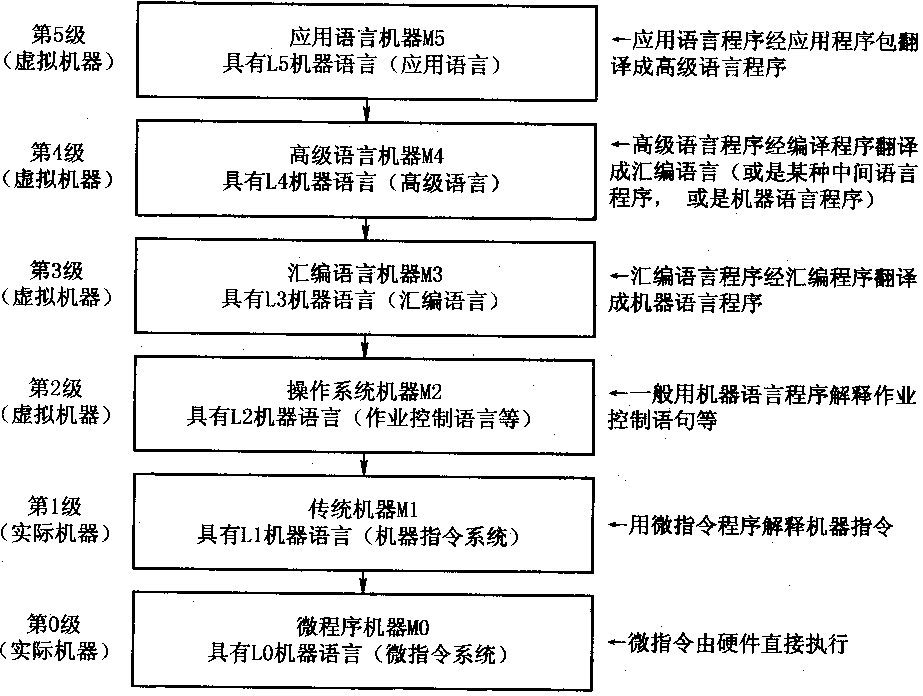 第5级
（虚拟机器）
应用语言机器M5
具有L5机器语言（应用语言）
←应用语言程序经应用程序包翻
译成高级语言程序
第4级
（虚拟机器）
高级语言机器M4
具有L4机器语言（高级语言）
←高级语言程序经编译程序翻译
成汇编语言（或是某种中间语言
程序， 或是机器语言程序）
第3级
（虚拟机器）
汇编语言机器M3
具有L3机器语言（汇编语言）
←汇编语言程序经汇编程序翻译
成机器语言程序
第2级
（虚拟机器）
操作系统机器M2
具有L2机器语言（作业控制语言等）
←一般用机器语言程序解释作业
控制语句等
第1级
（实际机器）
传统机器M1
具有L1机器语言（机器指令系统）
←用微指令程序解释机器指令
第0级
（实际机器）
微程序机器M0
具有L0机器语言（微指令系统）
←微指令由硬件直接执行